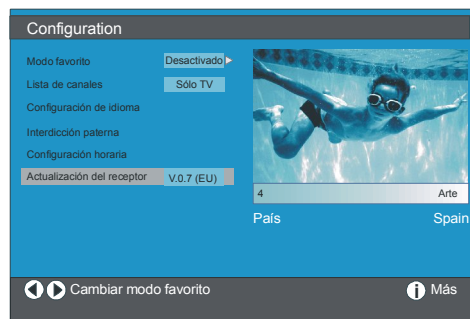 Configuration
Modo favorito Desactivado
Lista de canales Sólo TV
Configuración de idioma
Interdicción paterna
Configuración horaria
Actualización del receptor V.0.7 (EU)
4 Arte
País Spain
Cambiar modo favorito i Más